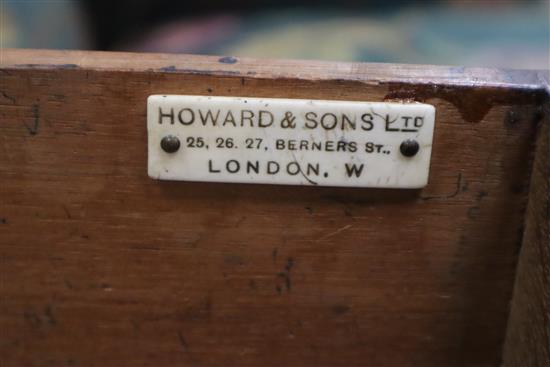 HOWARD & SONS LTD
25, 26. 27, BERNERS ST.,
LONDON. W